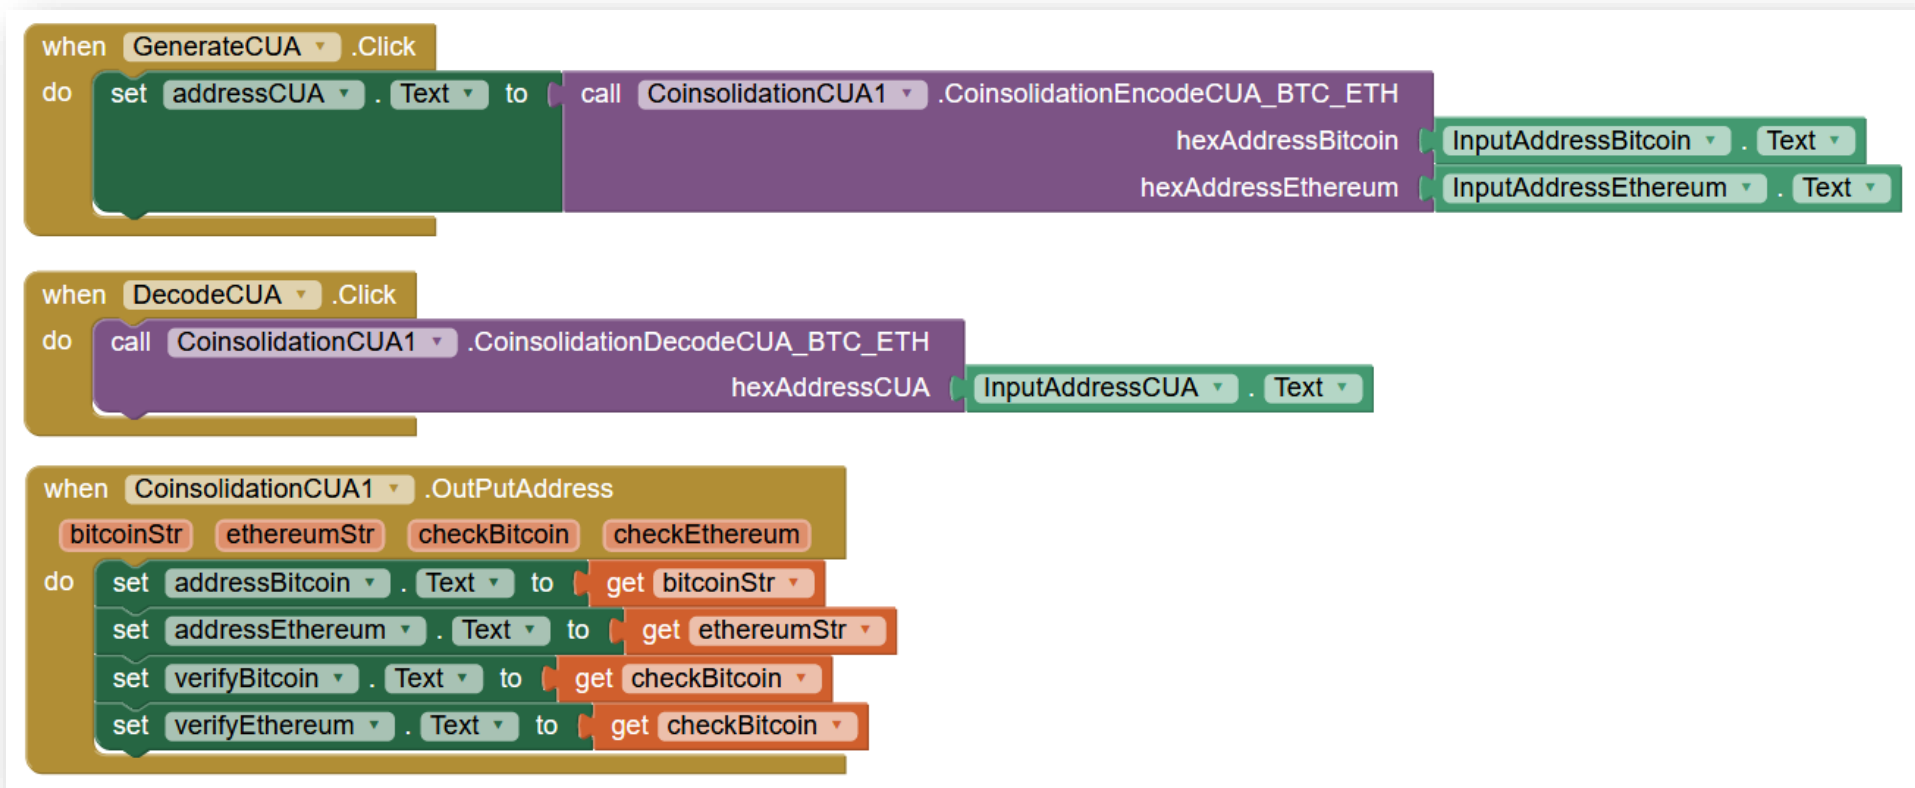 when GenerateCUA .Click
do set addressCUA . Text to call CoinsolidationCUA1 .CoinsolidationEncodeCUA_BTC_ETH
hexAddressBitcoin InputAddressBitcoin . Text
hexAddressEthereum InputAddressEthereum . Text
when DecodeCUA .Click
do call CoinsolidationCUA1 .CoinsolidationDecodeCUA_BTC_ETH
hexAddressCUA InputAddressCUA . Text
when CoinsolidationCUA1 .OutPutAddress
bitcoinStr ethereumStr checkBitcoin checkEthereum
do set addressBitcoin . Text to get bitcoinStr
set addressEthereum . Text to get ethereumStr
set verifyBitcoin . Text to get checkBitcoin
set verifyEthereum . Text to get checkBitcoin